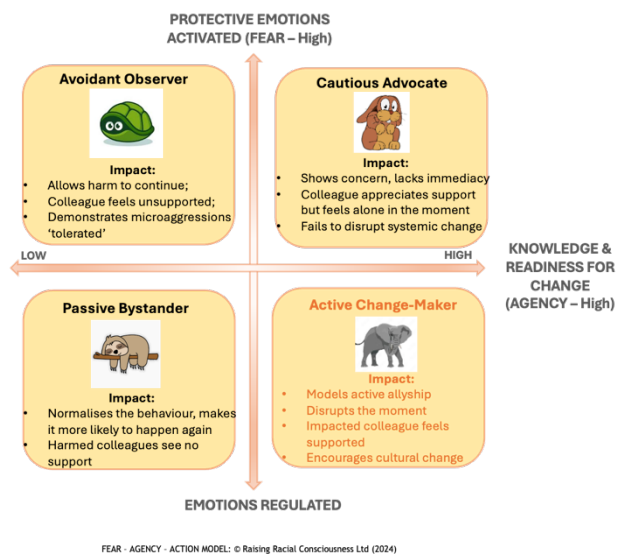 PROTECTIVE EMOTIONS
ACTIVATED (FEAR – High)
Avoidant Observer
Impact:
• Allows harm to continue;
• Colleague feels unsupported;
• Demonstrates microaggressions
‘tolerated’
Cautious Advocate
Impact:
• Shows concern, lacks immediacy
• Colleague appreciates support
but feels alone in the moment
• Fails to disrupt systemic change
LOW
HIGH
KNOWLEDGE &
READINESS FOR
CHANGE
(AGENCY – High)
Passive Bystander
Impact:
• Normalises the behaviour, makes
it more likely to happen again
• Harmed colleagues see no
support
Active Change-Maker
Impact:
• Models active allyship
• Disrupts the moment
• Impacted colleague feels
supported
• Encourages cultural change
EMOTIONS REGULATED
FEAR - AGENCY - ACTION MODEL: © Raising Racial Consciousness Ltd (2024)